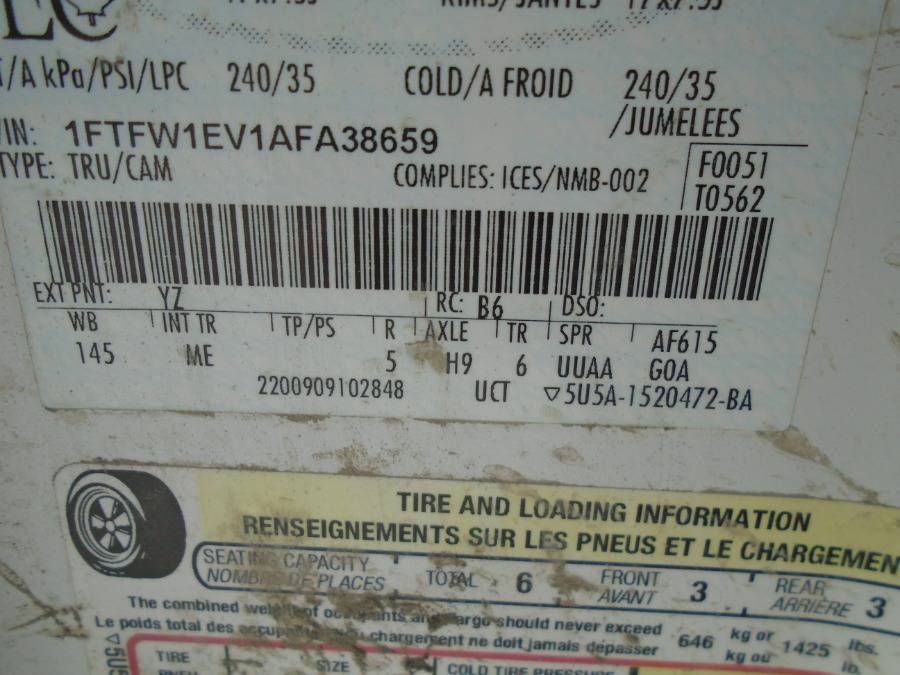 /A kPa/PSI/LPC 240/35 COLD/A FROID 240/35
/JUMELEES
VIN: 1FTFW1EV1AFA38659
TYPE: TRU/CAM COMPLIES: ICES/NMB-002 F0051
T0562
EXT PNT: YZ RC: B6 DSO:
WB INT TR TP/PS R AXLE TR SPR AF615
145 ME 5 H9 6 UUAA GOA
2200909102848 UCT ▽5U5A-1520472-BA
TIRE AND LOADING INFORMATION
RENSEIGNEMENTS SUR LES PNEUS ET LE CHARGEMEN
SEATING CAPACITY TOTAL 6 FRONT 3 REAR 3
NOMBRE DE PLACES AVANT ARRIÈRE
The combined weight of occupants and cargo should never exceed 646 kg or 1425 lbs.
Le poids total des occupants du chargement ne doit jamais dépasser kg ou lb.
▽5U5
TIRE SIZE COLD TIRE PRESSURE